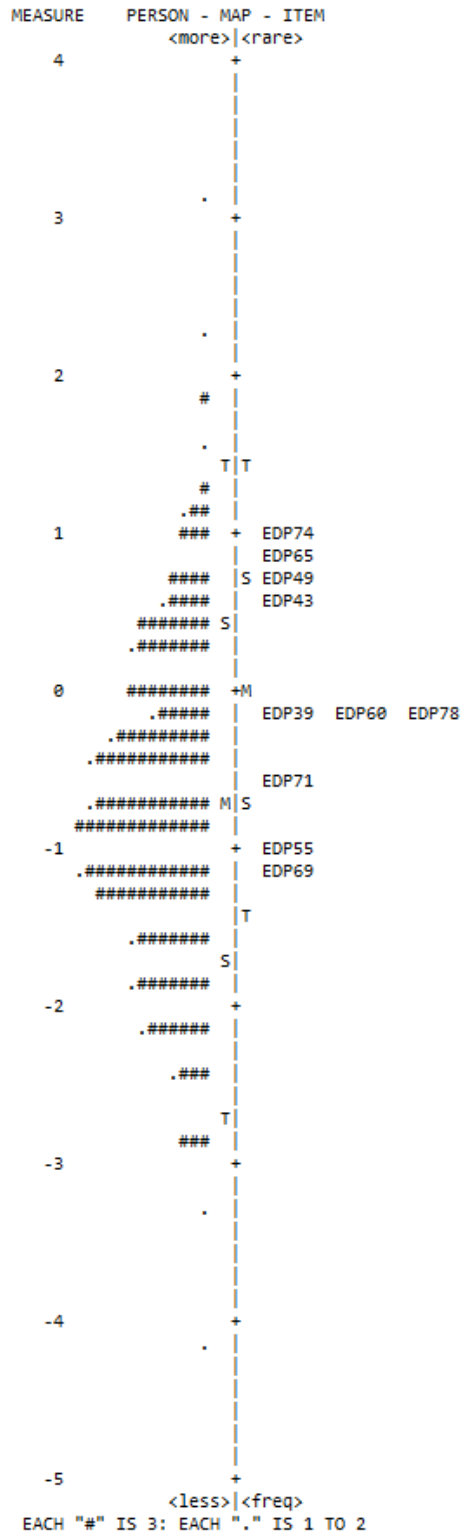 MEASURE    PERSON - MAP - ITEM
               <more>|<rare>
    4                +
                     |
                     |
                     |
                     |
                     |
                  .  |
    3                +
                     |
                     |
                     |
                     |
                  .  |
                     |
    2                +
                  #  |
                     |
                  .  |
                    T|T
                  #  |
                .##  |
    1           ###  +  EDP74
                     |  EDP65
               ####  |S EDP49
              .####  |  EDP43
            ####### S|
           .#######  |
                     |
    0      ########  +M
             .#####  |  EDP39  EDP60  EDP78
         .#########  |
       .###########  |
                     |  EDP71
       .########### M|S
      #############  |
   -1                +  EDP55
      .############  |  EDP69
        ###########  |
                     |T
           .#######  |
                    S|
           .#######  |
   -2                +
            .######  |
                     |
               .###  |
                     |
                    T|
                ###  |
   -3                +
                     |
                  .  |
                     |
                     |
                     |
                     |
   -4                +
                  .  |
                     |
                     |
                     |
                     |
                     |
   -5                +
               <less>|<freq>
 EACH "#" IS 3: EACH "." IS 1 TO 2